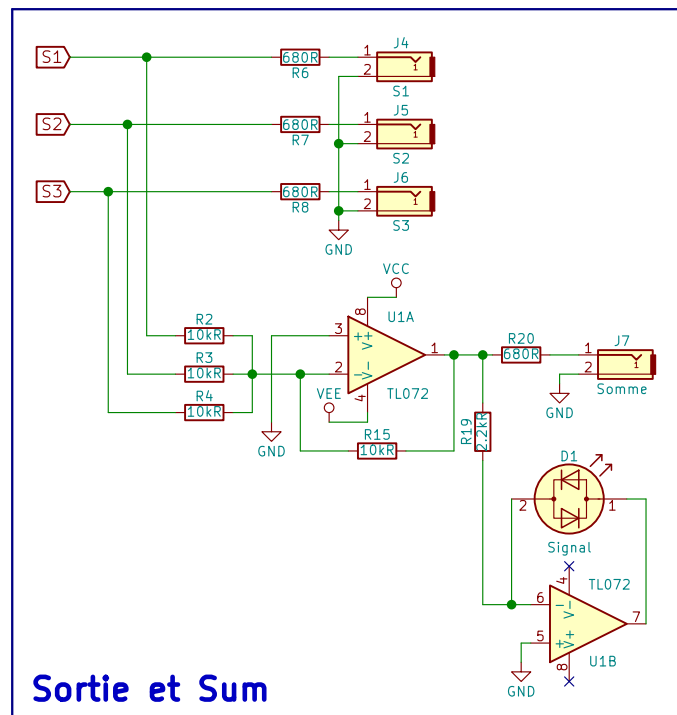 S1
680R
R6
1
2
J4
1
S1
S2
680R
R7
1
2
J5
1
S2
S3
680R
R8
1
2
J6
1
S3
GND
VCC
R2
10kR
R3
10kR
R4
10kR
3
2
8
V+
+
-
V-
4
1
U1A
TL072
VEE
GND
R15
10kR
R20
680R
1
2
J7
Somme
GND
R19
2.2kR
D1
2
1
Signal
TL072
4
6
5
-
V-
V+
+
8
7
U1B
GND
Sortie et Sum